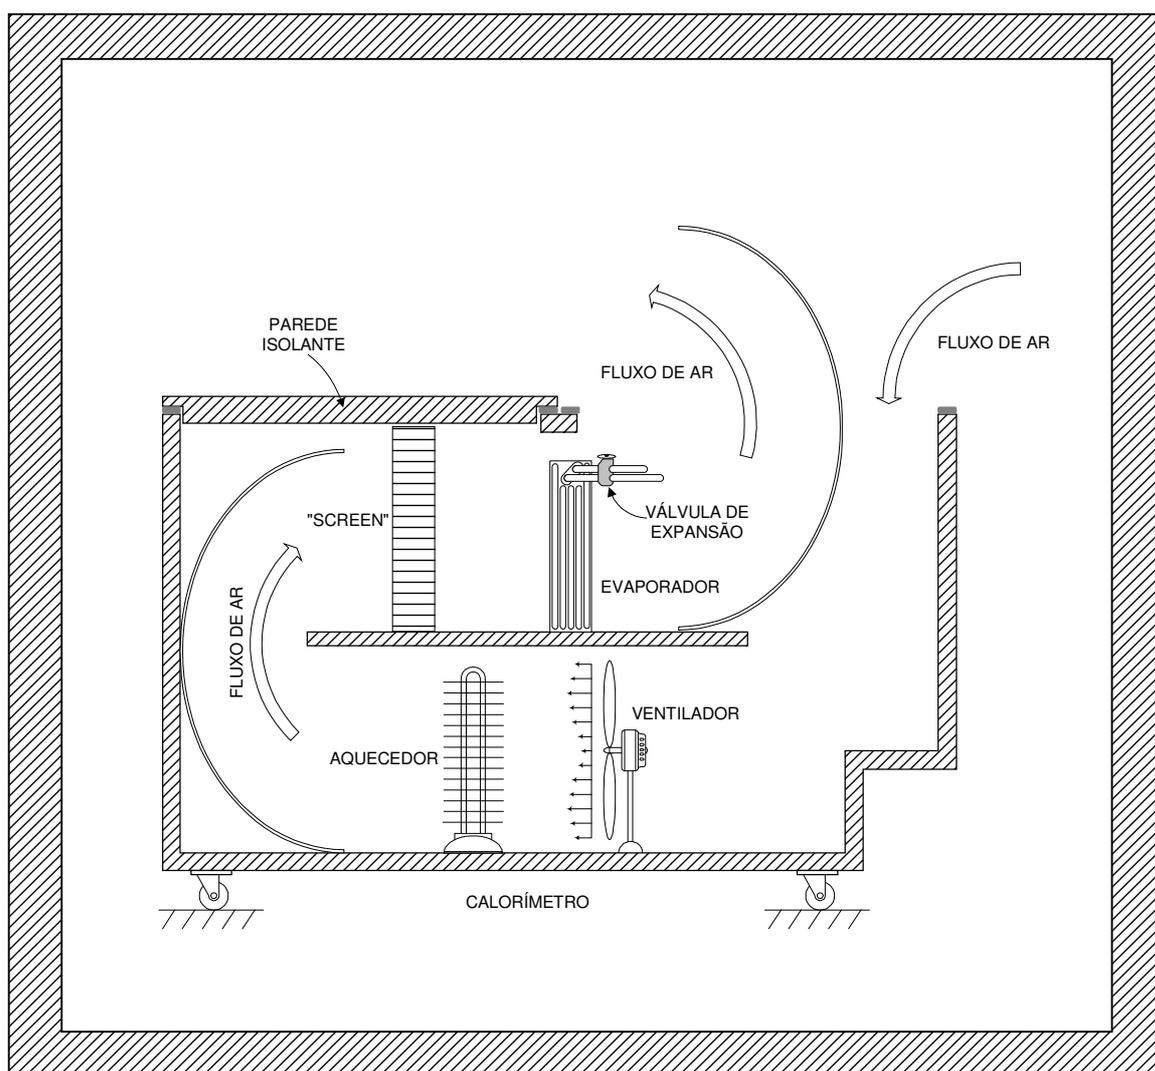 PAREDE
ISOLANTE
FLUXO DE AR
FLUXO DE AR
"SCREEN"
VÁLVULA DE
EXPANSÃO
EVAPORADOR
FLUXO DE AR
VENTILADOR
AQUECEDOR
CALORÍMETRO